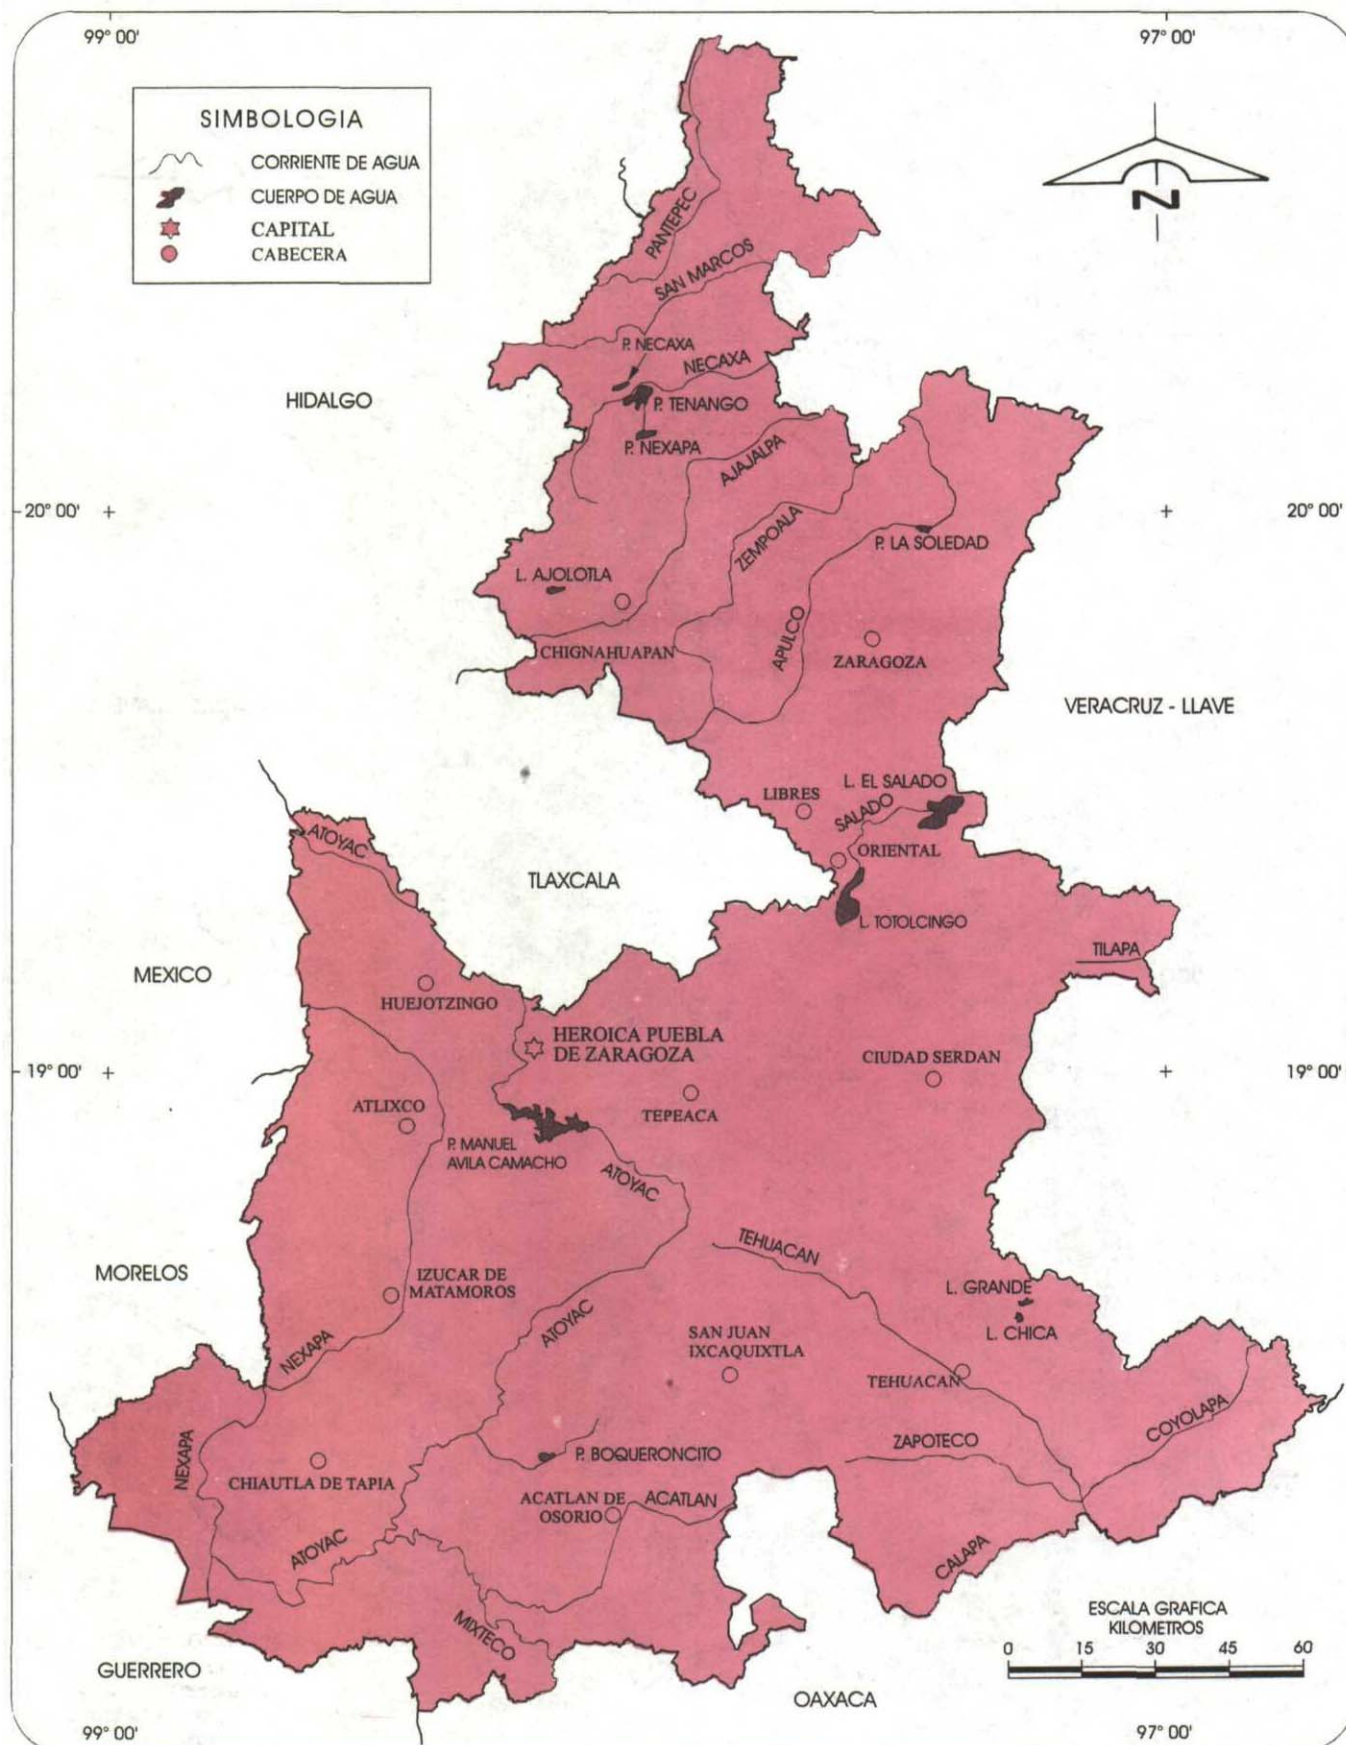 99° 00'
97° 00'
SIMBOLOGIA
CORRIENTE DE AGUA
CUERPO DE AGUA
CAPITAL
CABECERA
N
PANTEPEC
SAN MARCOS
P. NECAXA
NECAXA
HIDALGO
P. TENANGO
P. NEXAPA
AJAJALPA
20° 00'
20° 00'
ZEMPOALA
P. LA SOLEDAD
L. AJOLOTLA
APULCO
CHIGNAHUAPAN
ZARAGOZA
VERACRUZ - LLAVE
L. EL SALADO
LIBRES
SALADO
ATOYAC
ORIENTAL
TLAXCALA
L. TOTOLCINGO
TILAPA
MEXICO
HUEJOTZINGO
HEROICA PUEBLA
DE ZARAGOZA
CIUDAD SERDAN
19° 00'
19° 00'
ATLIXCO
TEPEACA
P. MANUEL
AVILA CAMACHO
ATOYAC
TEHUACAN
MORELOS
IZUCAR DE
MATAMOROS
L. GRANDE
L. CHICA
ATOYAC
SAN JUAN
IXCAQUIXTLA
NEXAPA
TEHUACAN
COYOLAPA
NEXAPA
ZAPOTECO
P. BOQUERONCITO
CHIAUTLA DE TAPIA
ACATLAN DE
OSORIO
ACATLAN
ATOYAC
CALAPA
MIXTECO
ESCALA GRAFICA
KILOMETROS
0 15 30 45 60
GUERRERO
OAXACA
99° 00'
97° 00'